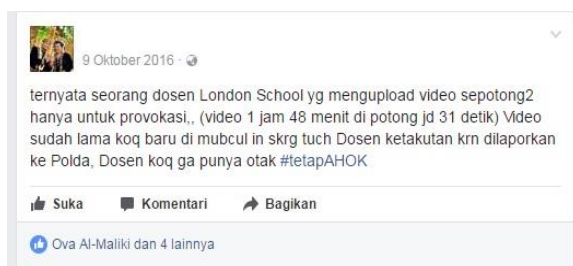 9 Oktober 2016 ·
ternyata seorang dosen London School yg mengupload video sepotong2
hanya untuk provokasi,, (video 1 jam 48 menit di potong jd 31 detik) Video
sudah lama koq baru di mubcul in skrg tuch Dosen ketakutan krn dilaporkan
ke Polda, Dosen koq ga punya otak #tetapAHOK
Suka Komentari Bagikan
Ova Al-Maliki dan 4 lainnya